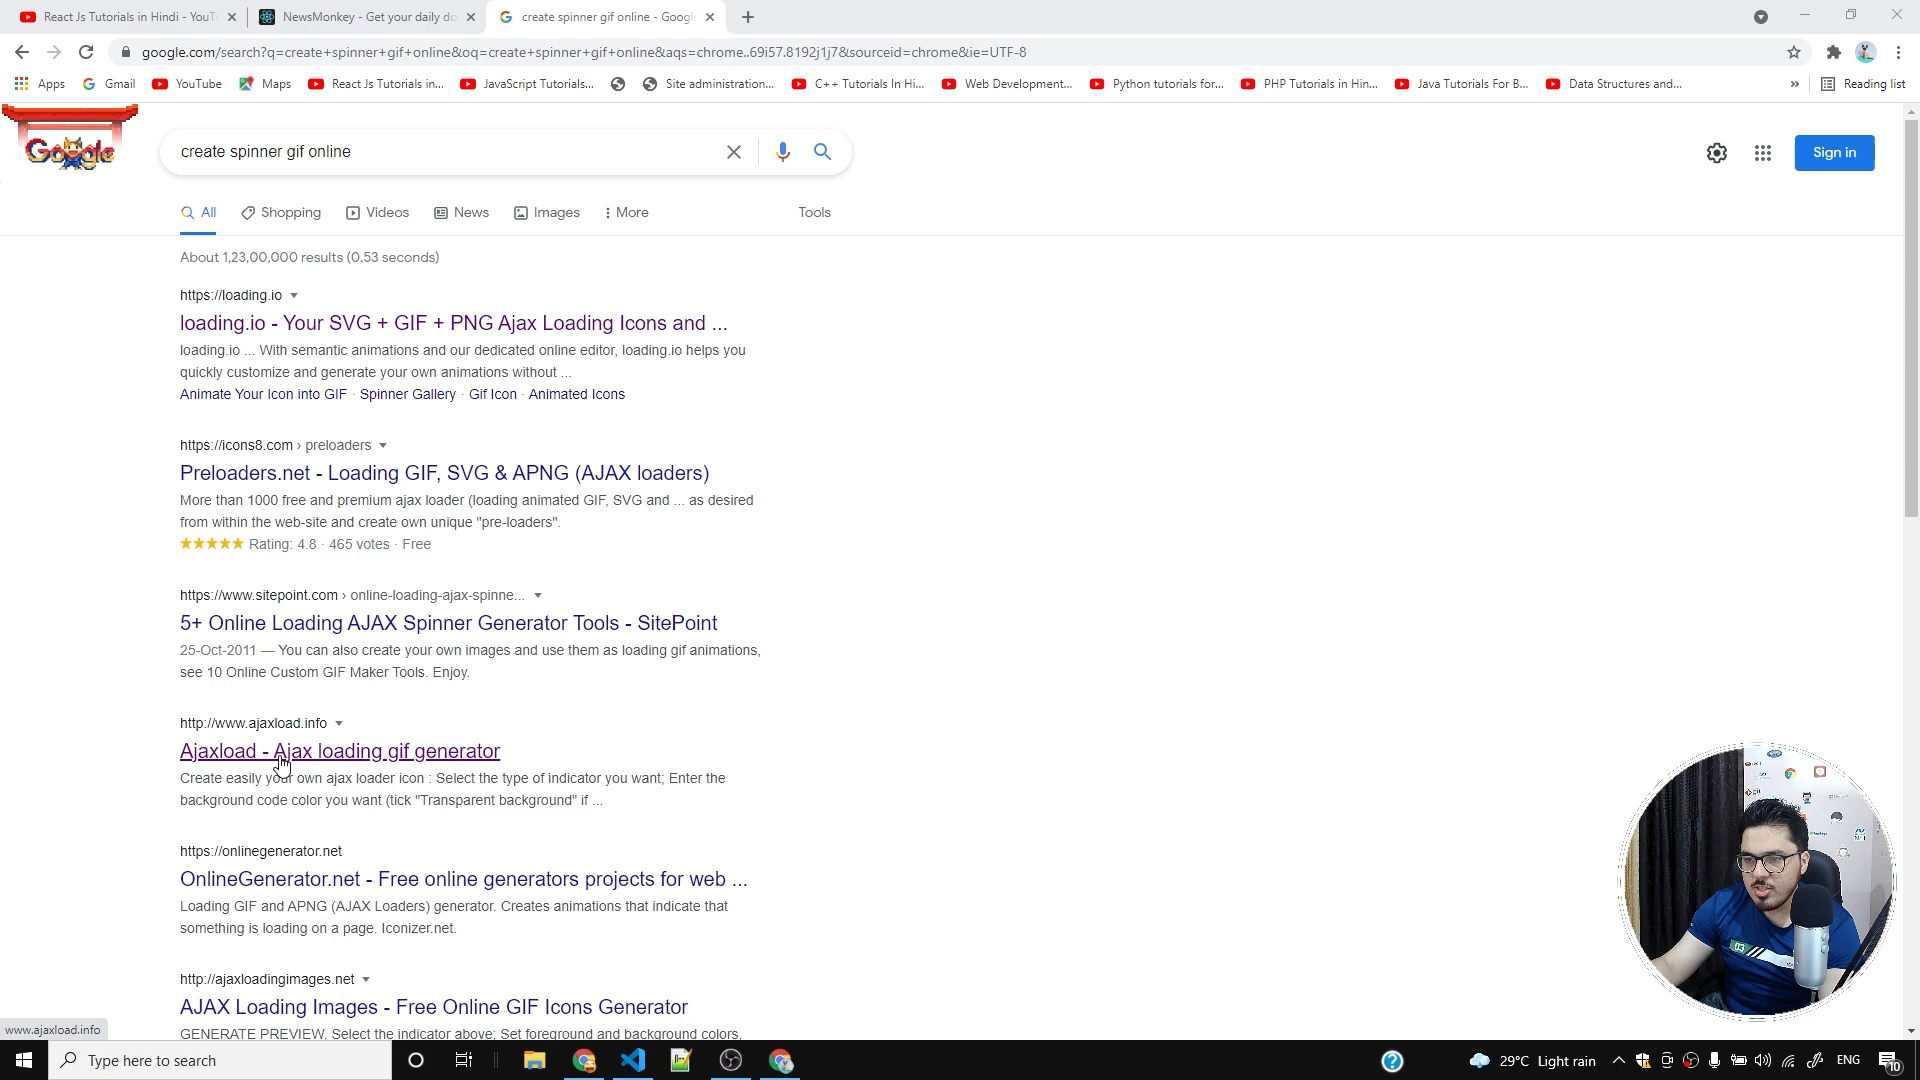 React Js Tutorials in Hindi - YouT
NewsMonkey - Get your daily do
create spinner gif online - Googl
google.com/search?q=create+spinner+gif+online&oq=create+spinner+gif+online&aqs=chrome..69i57.8192j1j7&sourceid=chrome&ie=UTF-8
Apps
Gmail
YouTube
Maps
React Js Tutorials in...
JavaScript Tutorials...
Site administration...
C++ Tutorials In Hi...
Web Development...
Python tutorials for...
PHP Tutorials in Hin...
Java Tutorials For B...
Data Structures and...
»
Reading list
Google
create spinner gif online
Sign in
All
Shopping
Videos
News
Images
More
Tools
About 1,23,00,000 results (0.53 seconds)
https://loading.io
loading.io - Your SVG + GIF + PNG Ajax Loading Icons and ...
loading.io ... With semantic animations and our dedicated online editor, loading.io helps you
quickly customize and generate your own animations without ...
Animate Your Icon into GIF · Spinner Gallery · Gif Icon · Animated Icons
https://icons8.com › preloaders
Preloaders.net - Loading GIF, SVG & APNG (AJAX loaders)
More than 1000 free and premium ajax loader (loading animated GIF, SVG and ... as desired
from within the web-site and create own unique "pre-loaders".
★★★★★ Rating: 4.8 · 465 votes · Free
https://www.sitepoint.com › online-loading-ajax-spinne...
5+ Online Loading AJAX Spinner Generator Tools - SitePoint
25-Oct-2011 — You can also create your own images and use them as loading gif animations,
see 10 Online Custom GIF Maker Tools. Enjoy.
http://www.ajaxload.info
Ajaxload - Ajax loading gif generator
Create easily your own ajax loader icon : Select the type of indicator you want; Enter the
background code color you want (tick "Transparent background" if ...
https://onlinegenerator.net
OnlineGenerator.net - Free online generators projects for web ...
Loading GIF and APNG (AJAX Loaders) generator. Creates animations that indicate that
something is loading on a page. Iconizer.net.
http://ajaxloadingimages.net
AJAX Loading Images - Free Online GIF Icons Generator
GENERATE PREVIEW. Select the indicator above; Set foreground and background colors.
www.ajaxload.info
Type here to search
29°C Light rain
ENG
10